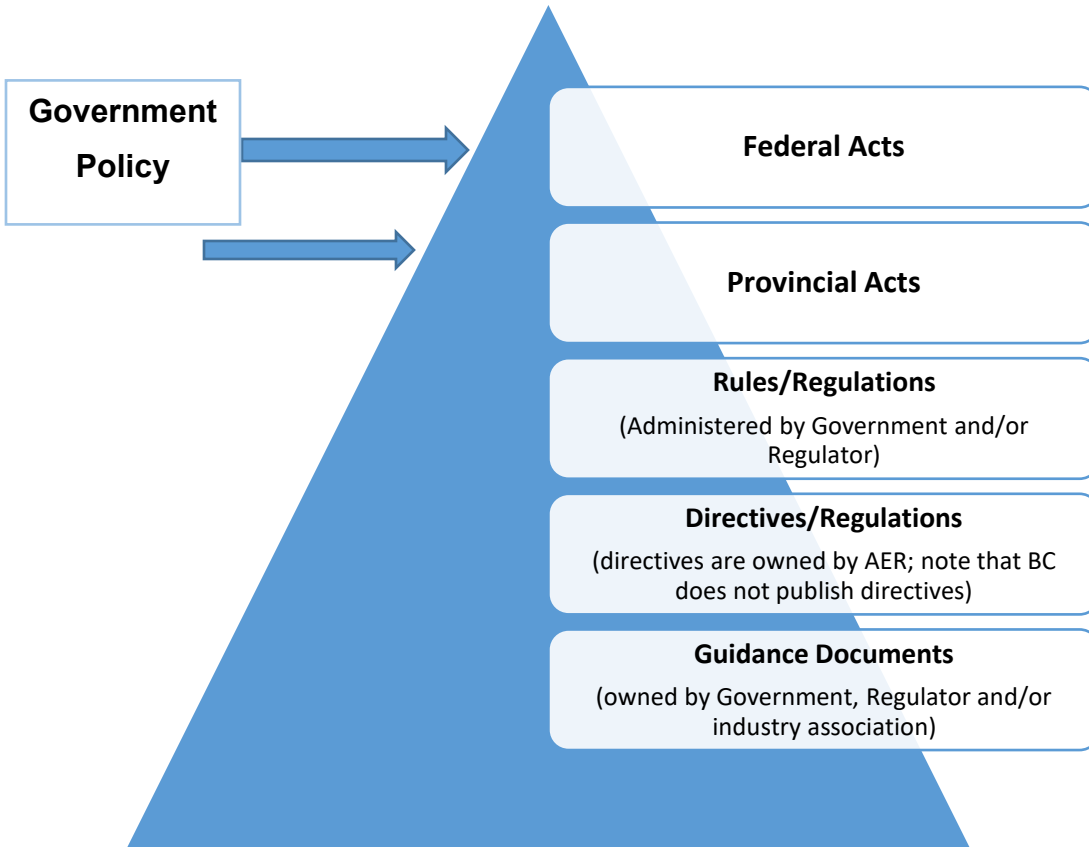 Government
Policy
Federal Acts
Provincial Acts
Rules/Regulations
(Administered by Government and/or
Regulator)
Directives/Regulations
(directives are owned by AER; note that BC
does not publish directives)
Guidance Documents
(owned by Government, Regulator and/or
industry association)